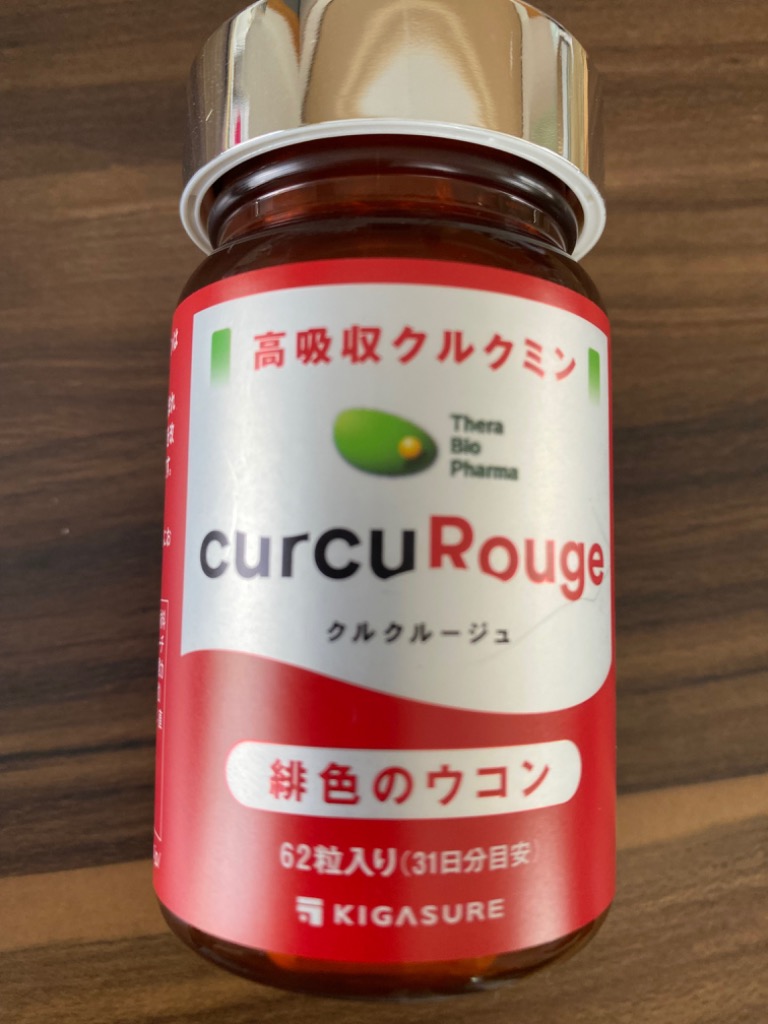 高吸収クルクミン
Thera
Bio
Pharma
curcuRouge
クルクルージュ
緋色のウコン
62粒入り(31日分目安)
KIGASURE